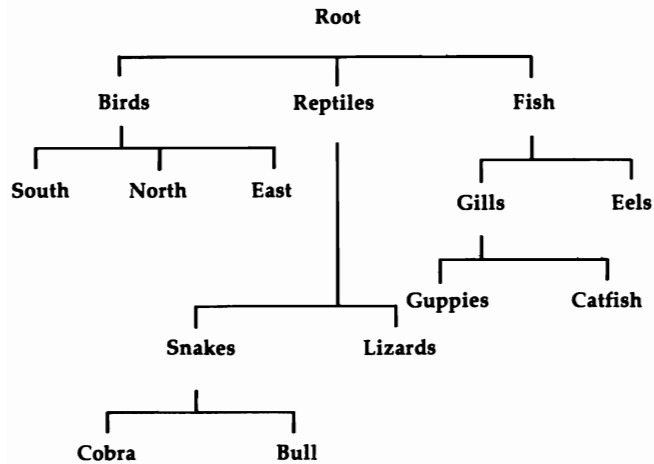 Root
Birds Reptiles Fish
South North East
Gills Eels
Guppies Catfish
Snakes Lizards
Cobra Bull